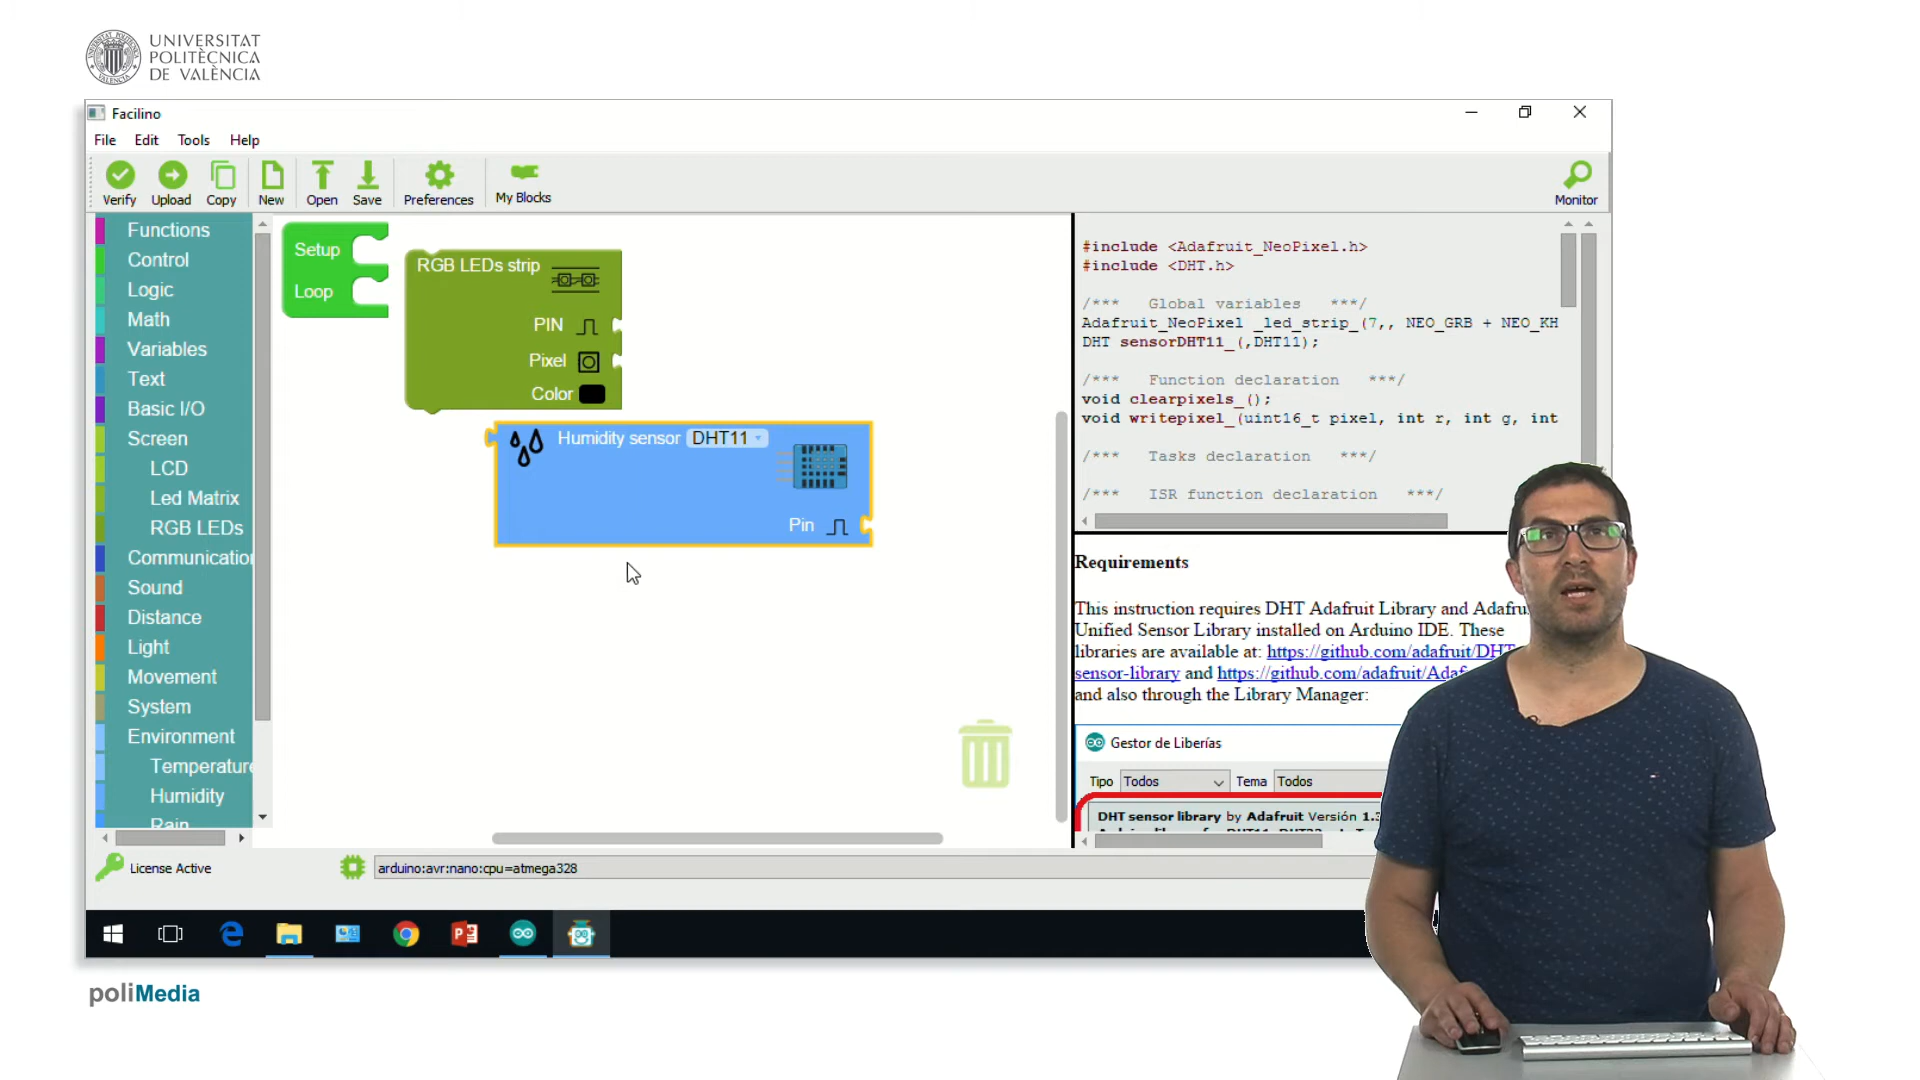 UNIVERSITAT
POLITÈCNICA
DE VALÈNCIA
Facilino
File Edit Tools Help
Verify Upload Copy New Open Save Preferences My Blocks Monitor
Functions
Control
Logic
Math
Variables
Text
Basic I/O
Screen
LCD
Led Matrix
RGB LEDs
Communication
Sound
Distance
Light
Movement
System
Environment
Temperature
Humidity
Rain
Setup
Loop
RGB LEDs strip
PIN
Pixel
Color
Humidity sensor DHT11
Pin
#include <Adafruit_NeoPixel.h>
#include <DHT.h>
/*** Global variables ***/
Adafruit_NeoPixel _led_strip_(7,, NEO_GRB + NEO_KH
DHT sensorDHT11_(,DHT11);
/*** Function declaration ***/
void clearpixels_();
void writepixel_(uint16_t pixel, int r, int g, int
/*** Tasks declaration ***/
/*** ISR function declaration ***/
Requirements
This instruction requires DHT Adafruit Library and Adafru
Unified Sensor Library installed on Arduino IDE. These
libraries are available at: https://github.com/adafruit/DHT-
sensor-library and https://github.com/adafruit/Adaf
and also through the Library Manager:
Gestor de Liberías
Tipo Todos Tema Todos
DHT sensor library by Adafruit Versión 1.3
License Active
arduino:avr:nano:cpu=atmega328
poliMedia